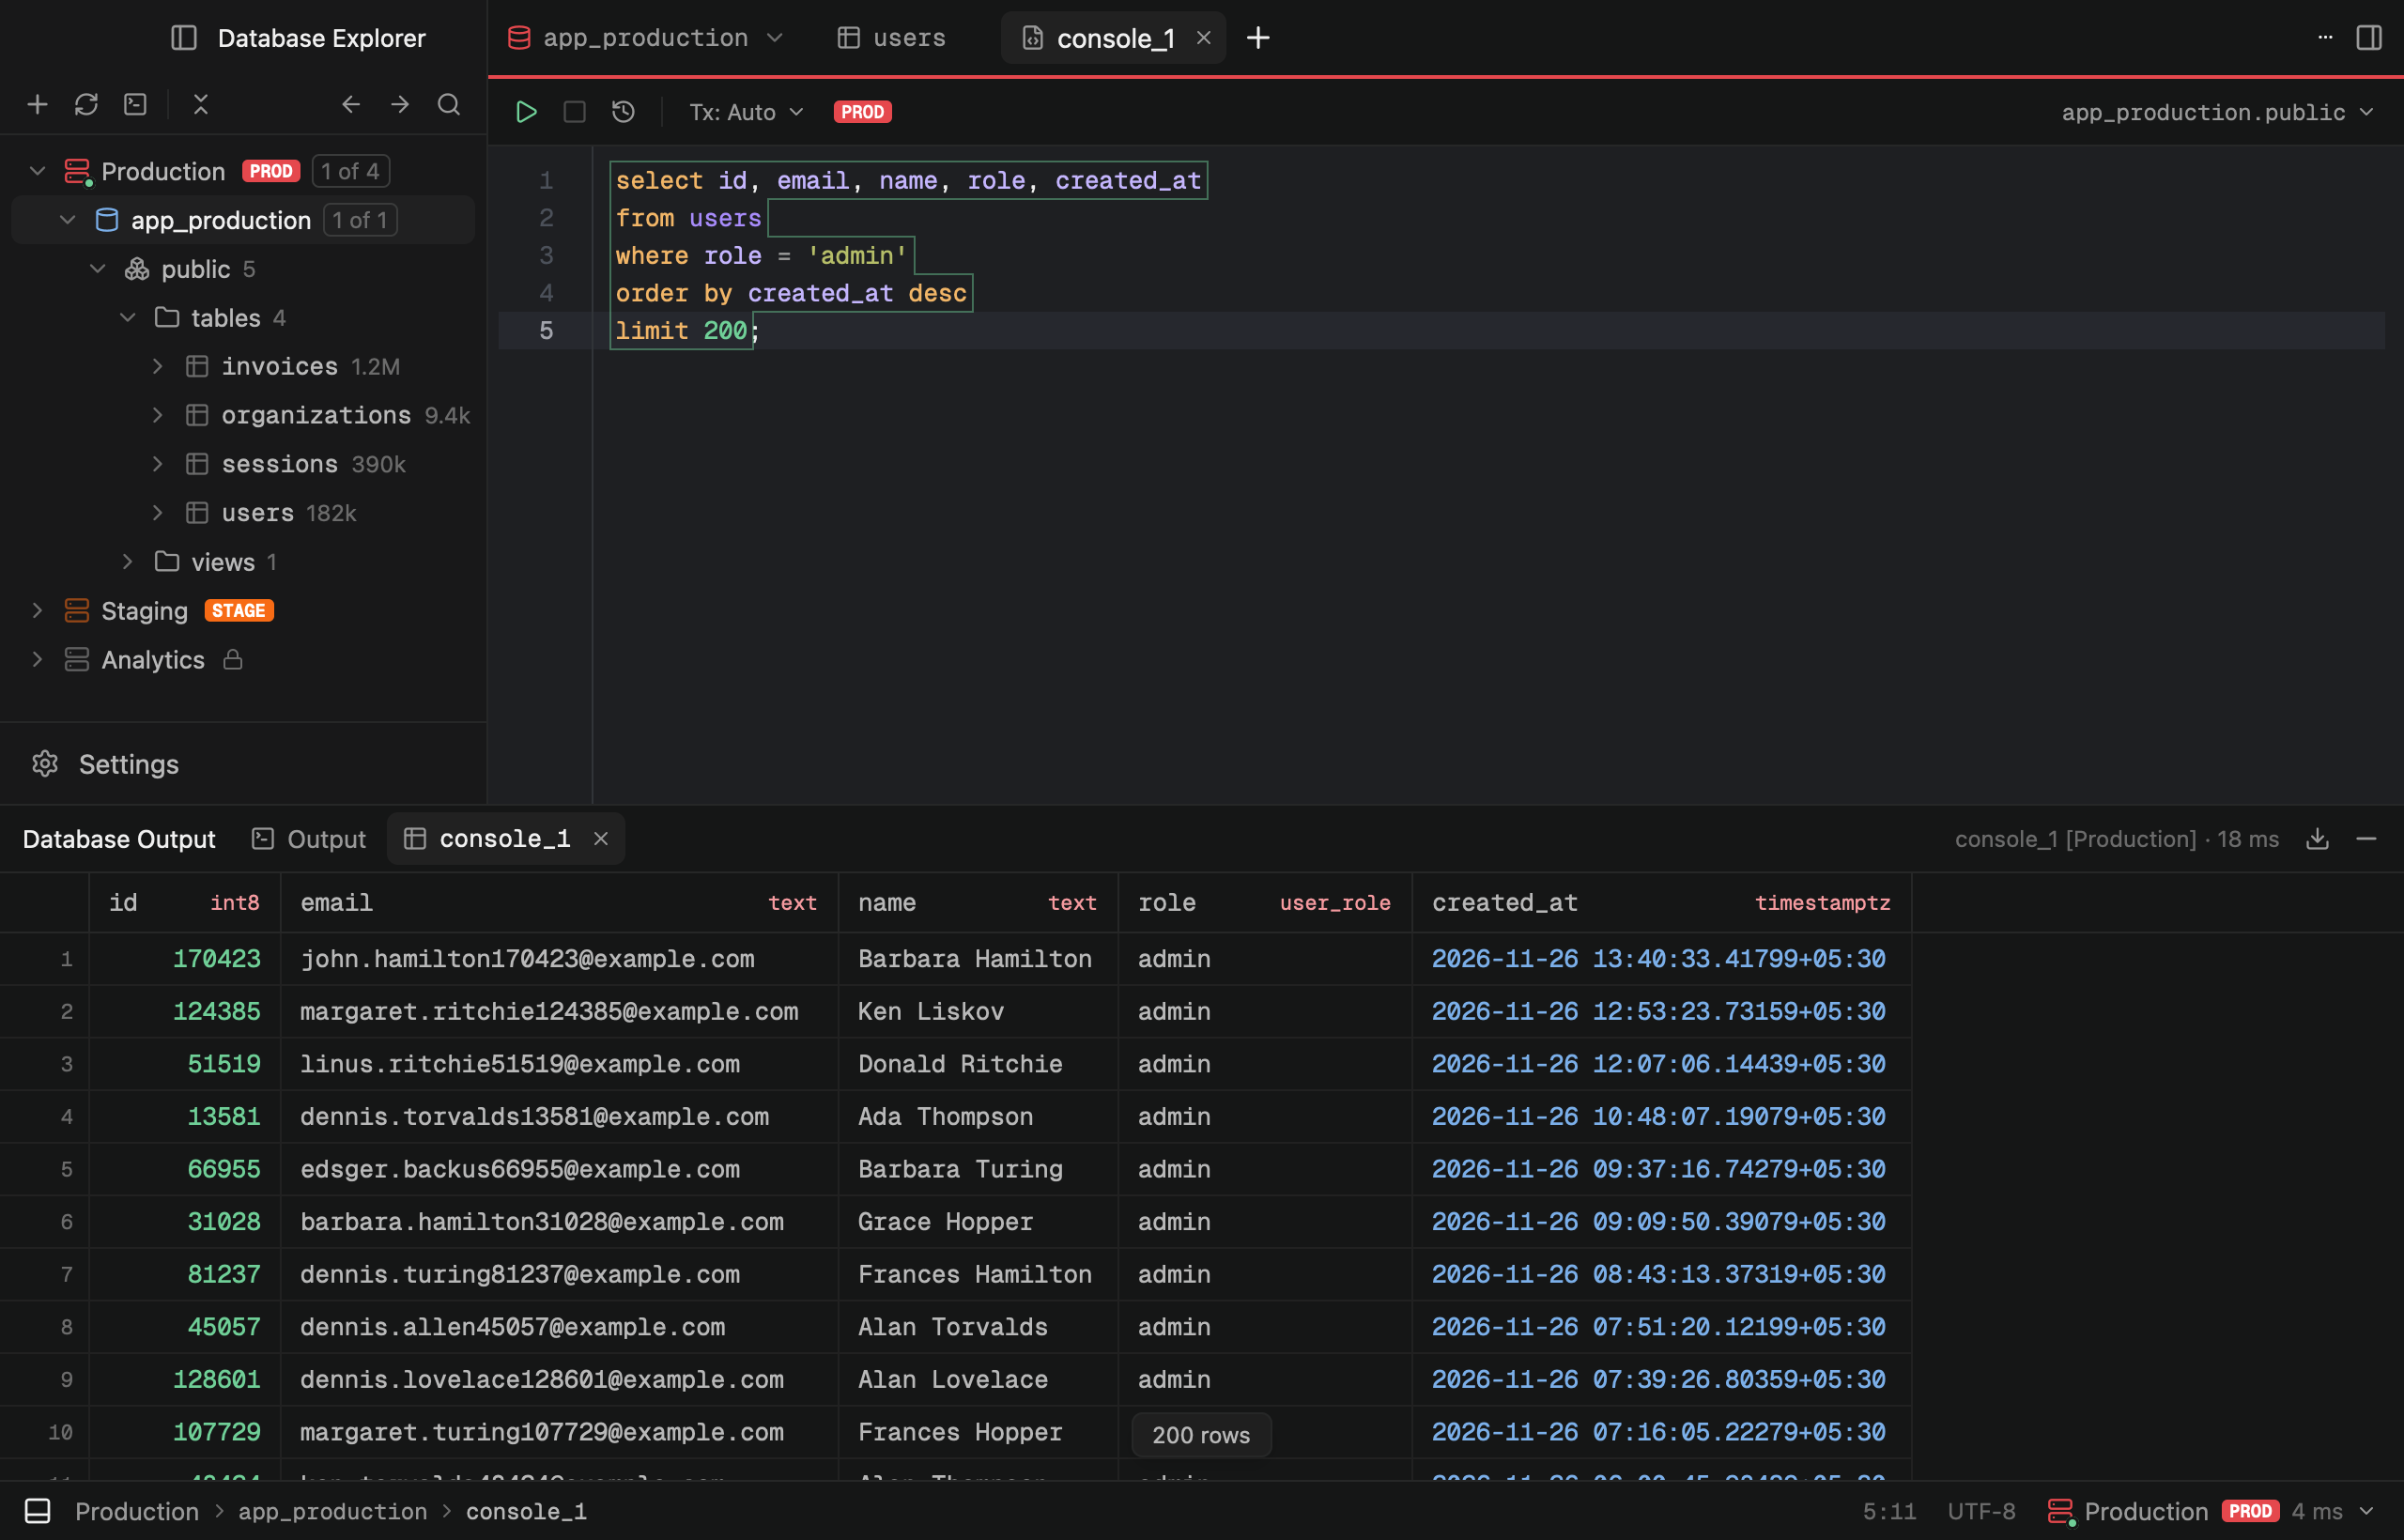 Database Explorer
app_production
users
console_1
Tx: Auto PROD
app_production.public
Production PROD 1 of 4
app_production 1 of 1
public 5
tables 4
invoices 1.2M
organizations 9.4k
sessions 390k
users 182k
views 1
Staging STAGE
Analytics
Settings
1 select id, email, name, role, created_at
2 from users
3 where role = 'admin'
4 order by created_at desc
5 limit 200;
Database Output Output console_1 console_1 [Production] · 18 ms
id int8 email text name text role user_role created_at timestamptz
1 170423 john.hamilton170423@example.com Barbara Hamilton admin 2026-11-26 13:40:33.41799+05:30
2 124385 margaret.ritchie124385@example.com Ken Liskov admin 2026-11-26 12:53:23.73159+05:30
3 51519 linus.ritchie51519@example.com Donald Ritchie admin 2026-11-26 12:07:06.14439+05:30
4 13581 dennis.torvalds13581@example.com Ada Thompson admin 2026-11-26 10:48:07.19079+05:30
5 66955 edsger.backus66955@example.com Barbara Turing admin 2026-11-26 09:37:16.74279+05:30
6 31028 barbara.hamilton31028@example.com Grace Hopper admin 2026-11-26 09:09:50.39079+05:30
7 81237 dennis.turing81237@example.com Frances Hamilton admin 2026-11-26 08:43:13.37319+05:30
8 45057 dennis.allen45057@example.com Alan Torvalds admin 2026-11-26 07:51:20.12199+05:30
9 128601 dennis.lovelace128601@example.com Alan Lovelace admin 2026-11-26 07:39:26.80359+05:30
10 107729 margaret.turing107729@example.com Frances Hopper 2026-11-26 07:16:05.22279+05:30
200 rows
Production app_production console_1 5:11 UTF-8 Production PROD 4 ms